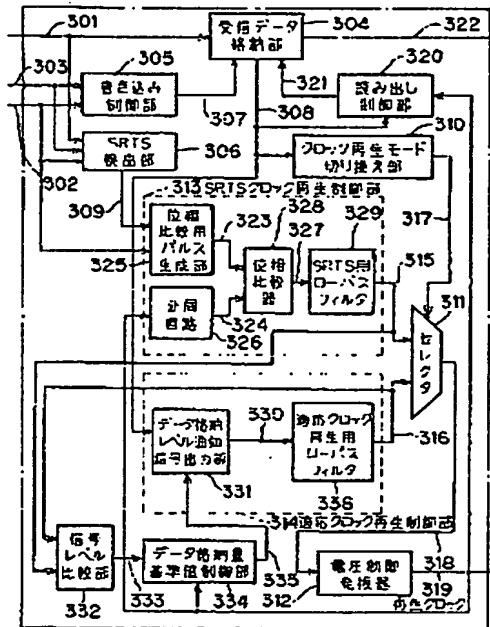 301
受信データ
格納部
304
322
303
305
書き込み
制御部
320
読み出し
制御部
321
307
308
310
302
SRTS
検出部
306
クロック再生モード
切り換え部
309
313 SRTSクロック再生制御部
317
位相
比較用
パルス
生成部
323
328
329
325
位相
比較
器
327
SRTS用
ローパス
フィルタ
315
311
分周
回路
324
326
セレクタ
データ格納
レベル通知
信号出力部
330
適応クロック
再生用
ローパス
フィルタ
316
331
336
314 適応クロック再生制御部
信号
レベル
比較部
データ格納量
基準値制御部
335
318
電圧制御
発振器
319
332
333
334
312
再生クロック